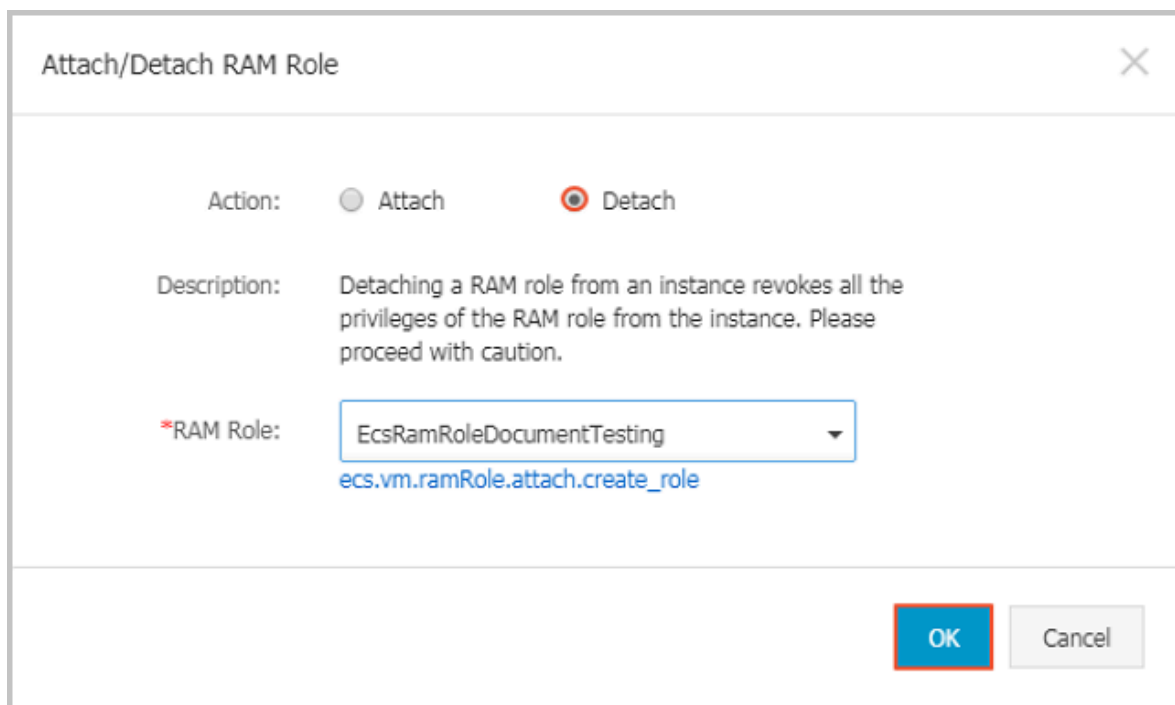 Attach/Detach RAM Role
Action: Attach Detach
Description: Detaching a RAM role from an instance revokes all the
privileges of the RAM role from the instance. Please
proceed with caution.
*RAM Role: EcsRamRoleDocumentTesting
ecs.vm.ramRole.attach.create_role
OK Cancel